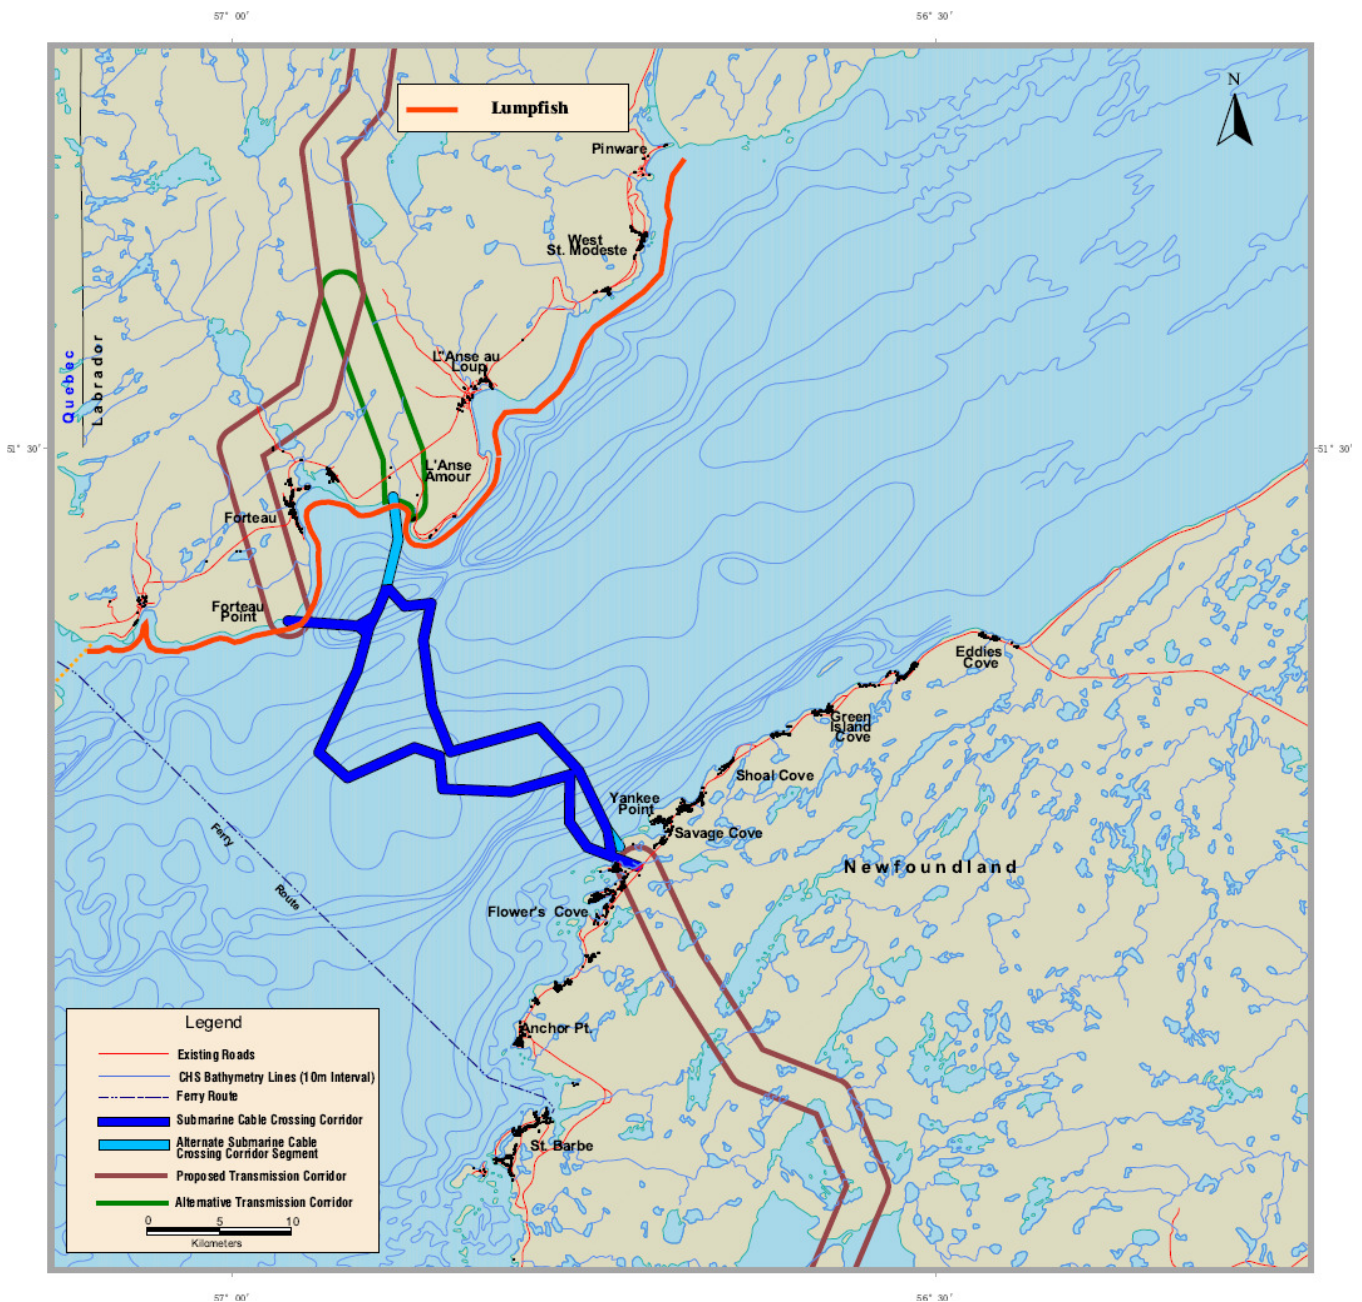 57° 00´
56° 30´
N
Lumpfish
Pinware
West
St. Modeste
Quebec
Labrador
L'Anse au
Loup
51° 30´
51° 30´
L'Anse
Amour
Forteau
Forteau
Point
Eddies
Cove
Green
Island
Cove
Shoal Cove
Yankee
Point
Savage Cove
Ferry
Route
Newfoundland
Flower's Cove
Anchor Pt.
St. Barbe
Legend
Existing Roads
CHS Bathymetry Lines (10m Interval)
Ferry Route
Submarine Cable Crossing Corridor
Alternate Submarine Cable
Crossing Corridor Segment
Proposed Transmission Corridor
Alternative Transmission Corridor
0 5 10
Kilometers
57° 00´
56° 30´